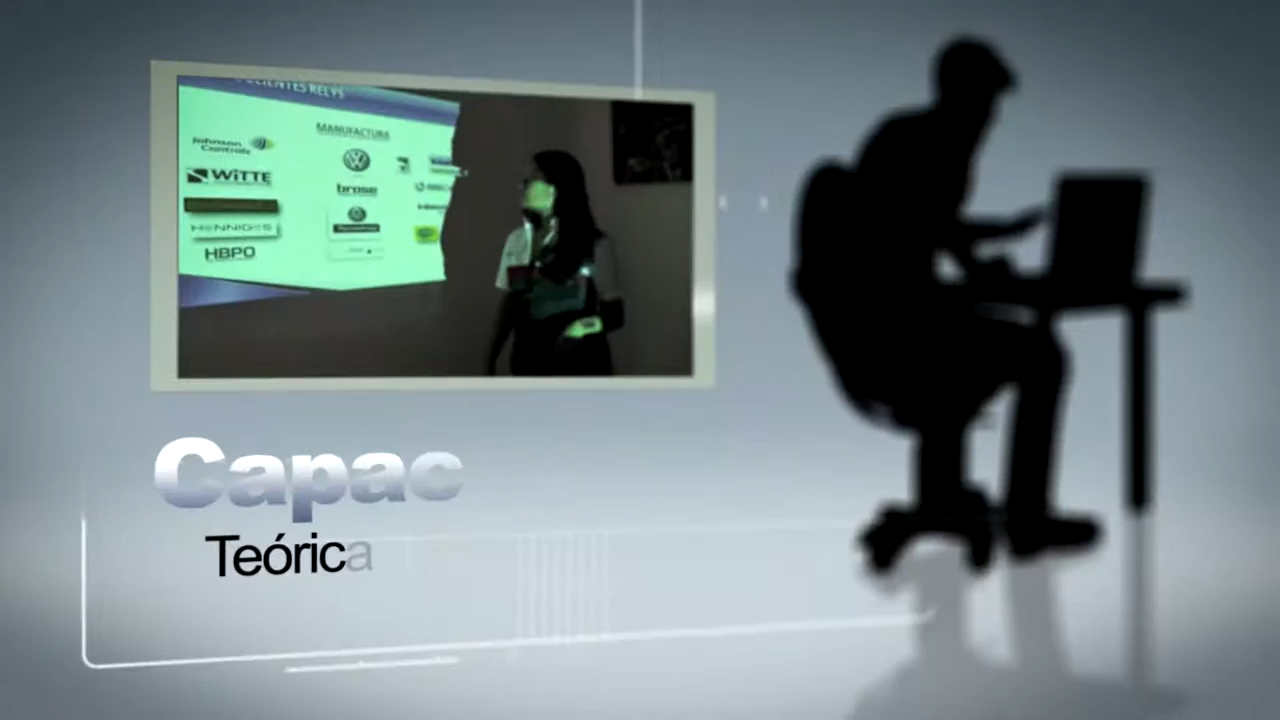 CLIENTES RELYS
MANUFACTURA
Johnson
Controls
WiTTE
brose
HENNIGES
HBPO
Capac
Teórica